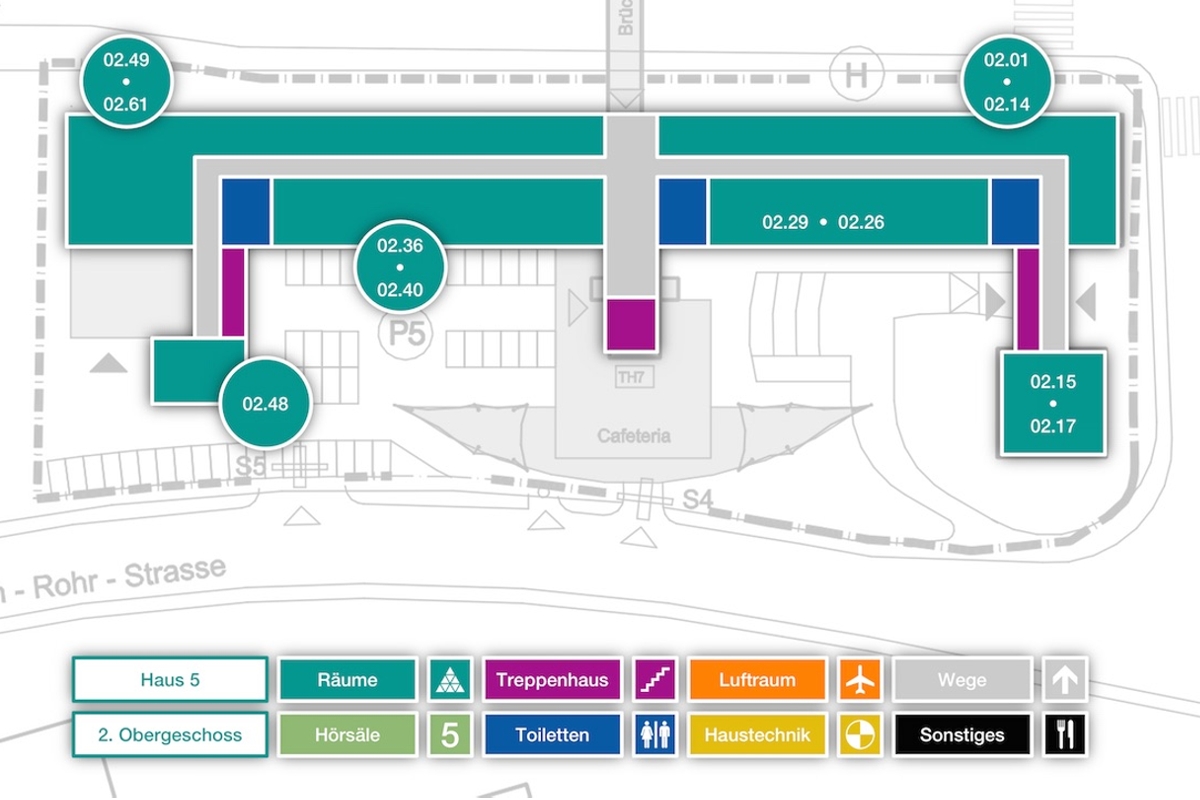 Brüc
02.49
•
02.61
H
02.01
•
02.14
02.29 • 02.26
02.36
•
02.40
P5
02.48
TH7
02.15
•
02.17
Cafeteria
S5
S4
- Rohr - Strasse
Haus 5
Räume
Treppenhaus
Luftraum
Wege
2. Obergeschoss
Hörsäle
5
Toiletten
Haustechnik
Sonstiges